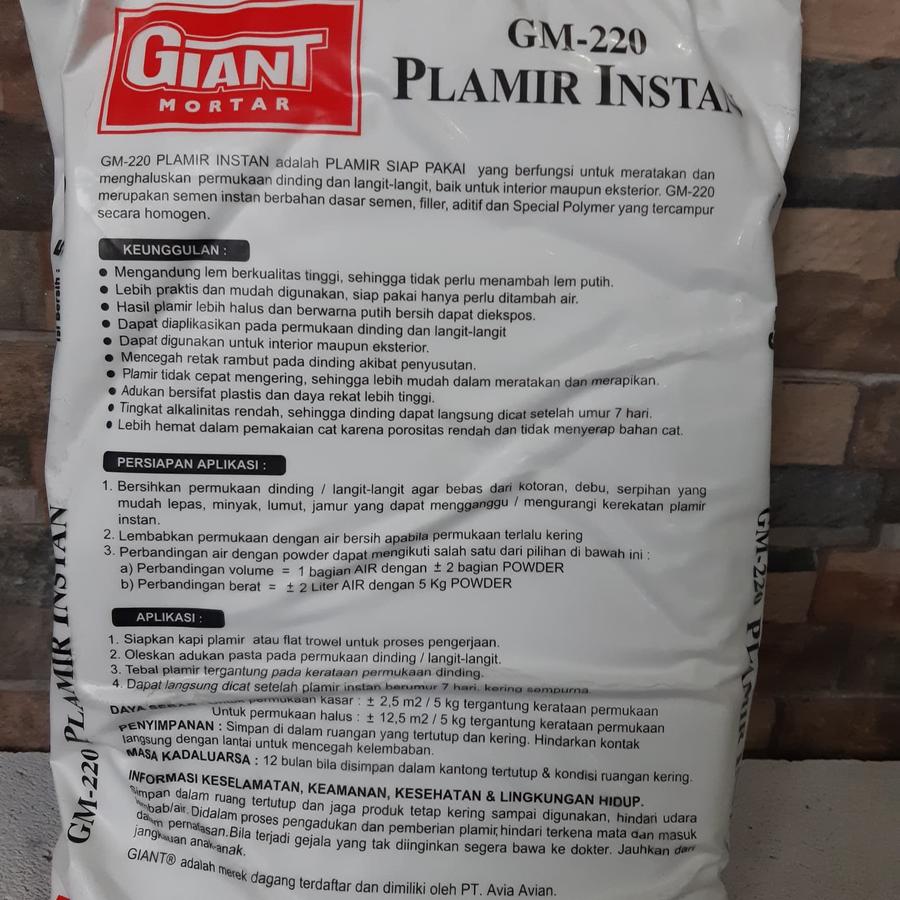 GIANT
MORTAR
GM-220
PLAMIR INSTAN
GM-220 PLAMIR INSTAN adalah PLAMIR SIAP PAKAI yang berfungsi untuk meratakan dan
menghaluskan permukaan dinding dan langit-langit, baik untuk interior maupun eksterior. GM-220
merupakan semen instan berbahan dasar semen, filler, aditif dan Special Polymer yang tercampur
secara homogen.
KEUNGGULAN :
• Mengandung lem berkualitas tinggi, sehingga tidak perlu menambah lem putih.
• Lebih praktis dan mudah digunakan, siap pakai hanya perlu ditambah air.
• Hasil plamir lebih halus dan berwarna putih bersih dapat diekspos.
• Dapat diaplikasikan pada permukaan dinding dan langit-langit
• Dapat digunakan untuk interior maupun eksterior.
• Mencegah retak rambut pada dinding akibat penyusutan.
• Plamir tidak cepat mengering, sehingga lebih mudah dalam meratakan dan merapikan.
• Adukan bersifat plastis dan daya rekat lebih tinggi.
• Tingkat alkalinitas rendah, sehingga dinding dapat langsung dicat setelah umur 7 hari.
• Lebih hemat dalam pemakaian cat karena porositas rendah dan tidak menyerap bahan cat.
PERSIAPAN APLIKASI :
1. Bersihkan permukaan dinding / langit-langit agar bebas dari kotoran, debu, serpihan yang
mudah lepas, minyak, lumut, jamur yang dapat mengganggu / mengurangi kerekatan plamir
instan.
2. Lembabkan permukaan dengan air bersih apabila permukaan terlalu kering
3. Perbandingan air dengan powder dapat mengikuti salah satu dari pilihan di bawah ini :
a) Perbandingan volume = 1 bagian AIR dengan ± 2 bagian POWDER
b) Perbandingan berat = ± 2 Liter AIR dengan 5 Kg POWDER
APLIKASI :
1. Siapkan kapi plamir atau flat trowel untuk proses pengerjaan.
2. Oleskan adukan pasta pada permukaan dinding / langit-langit.
3. Tebal plamir tergantung pada kerataan permukaan dinding.
4. Dapat langsung dicat setelah plamir instan berumur 7 hari, kering sempurna.
DAYA permukaan kasar : ± 2,5 m2 / 5 kg tergantung kerataan permukaan
Untuk permukaan halus : ± 12,5 m2 / 5 kg tergantung kerataan permukaan
PENYIMPANAN : Simpan di dalam ruangan yang tertutup dan kering. Hindarkan kontak
langsung dengan lantai untuk mencegah kelembaban.
MASA KADALUARSA : 12 bulan bila disimpan dalam kantong tertutup & kondisi ruangan kering.
INFORMASI KESELAMATAN, KEAMANAN, KESEHATAN & LINGKUNGAN HIDUP.
Simpan dalam ruang tertutup dan jaga produk tetap kering sampai digunakan, hindari udara
lembab/air. Didalam proses pengadukan dan pemberian plamir, hindari terkena mata dan masuk
dalam pernafasan. Bila terjadi gejala yang tak diinginkan segera bawa ke dokter. Jauhkan dari
jangkauan anak-anak.
GIANT® adalah merek dagang terdaftar dan dimiliki oleh PT. Avia Avian.
GM-220 PLAMIR INSTAN
Isi Bersih :
GM-220 PLAMIR